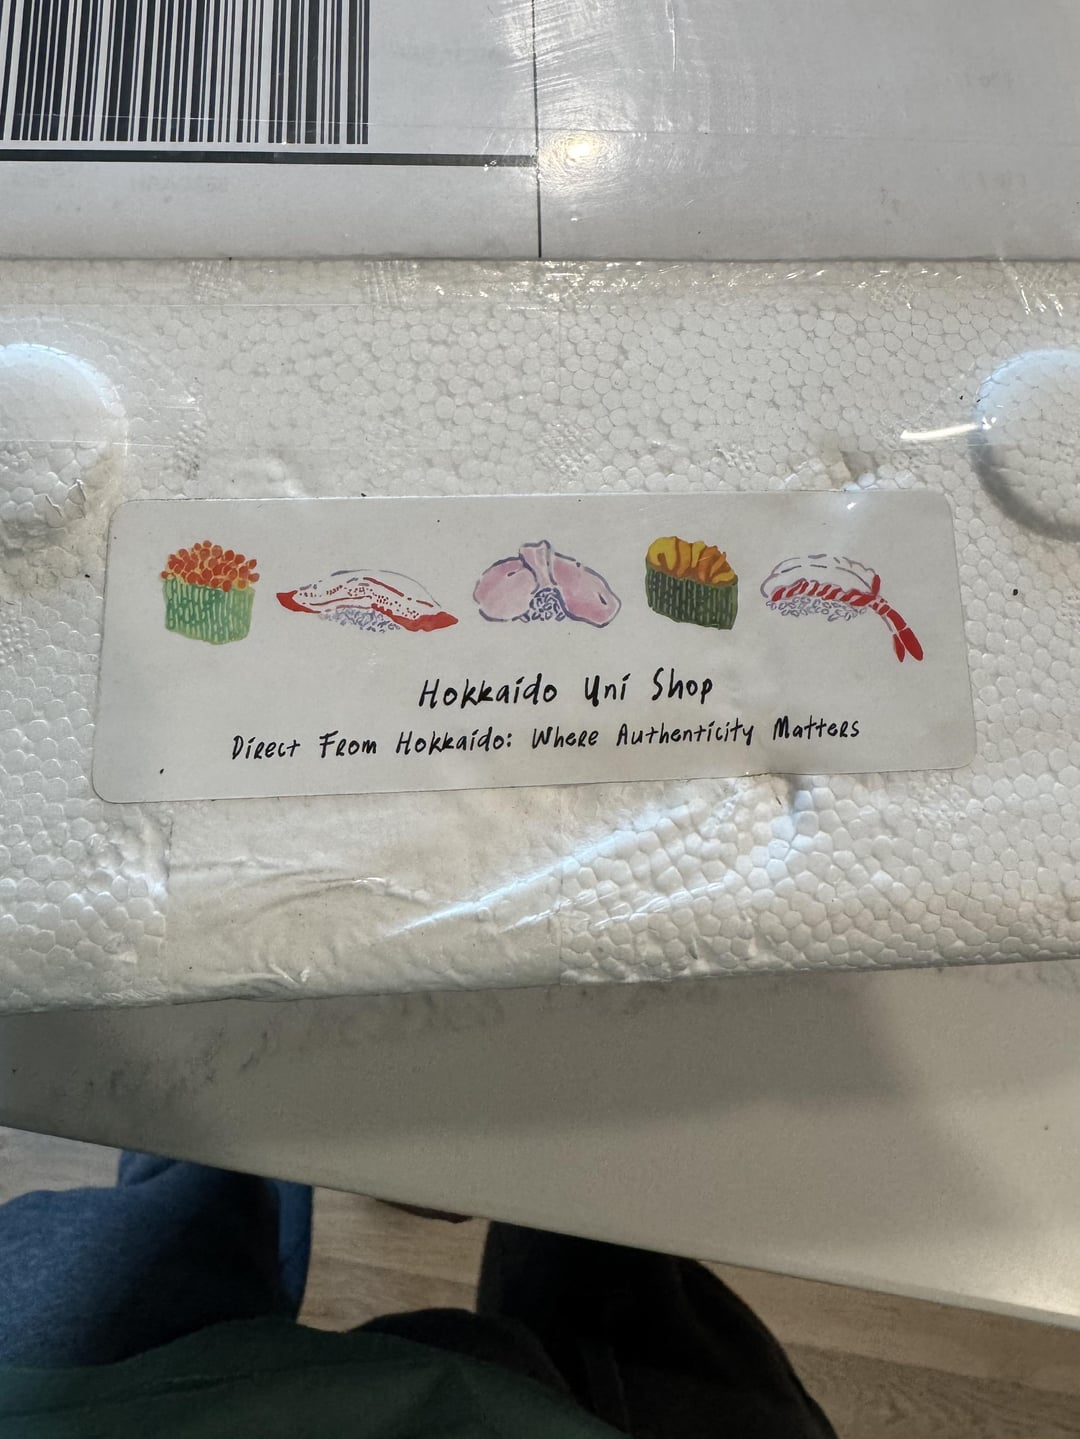 Hokkaido Uni Shop
Direct From Hokkaido: Where Authenticity Matters